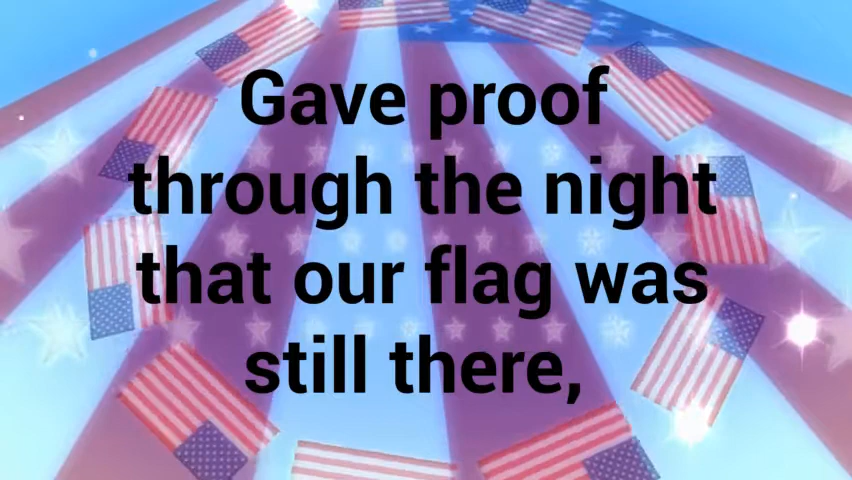 Gave proof
through the night
that our flag was
still there,